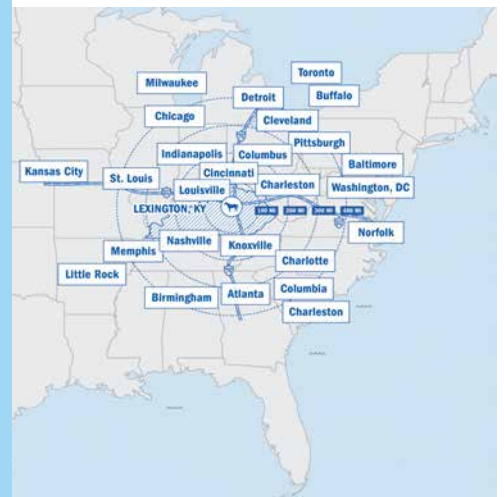 Toronto
Milwaukee
Detroit
Buffalo
Chicago
Cleveland
Pittsburgh
Indianapolis
Columbus
Baltimore
Kansas City
St. Louis
Cincinnati
Charleston
Washington, DC
Louisville
LEXINGTON, KY
100 MI
200 MI
300 MI
400 MI
Norfolk
Nashville
Knoxville
Memphis
Charlotte
Little Rock
Birmingham
Atlanta
Columbia
Charleston